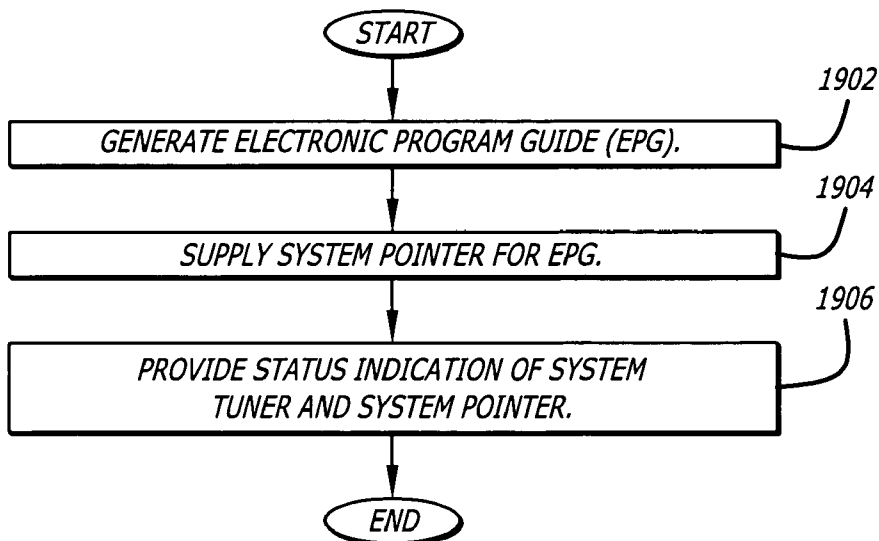 START
1902
GENERATE ELECTRONIC PROGRAM GUIDE (EPG).
1904
SUPPLY SYSTEM POINTER FOR EPG.
1906
PROVIDE STATUS INDICATION OF SYSTEM
TUNER AND SYSTEM POINTER.
END